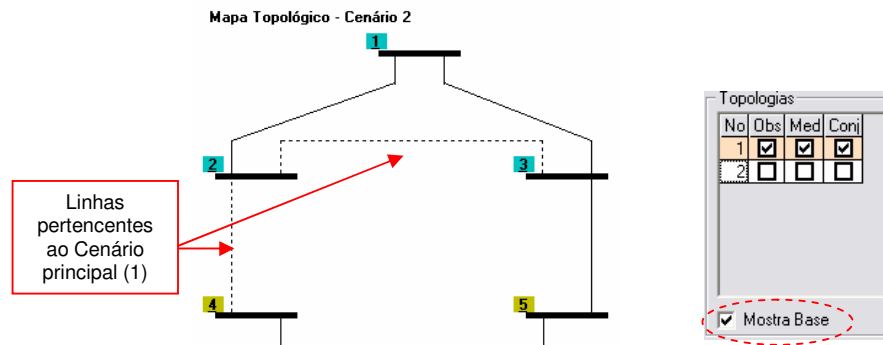 Mapa Topológico - Cenário 2
1
2
3
4
5
Linhas
pertencentes
ao Cenário
principal (1)
Topologias
No Obs Med Conj
1
2
Mostra Base